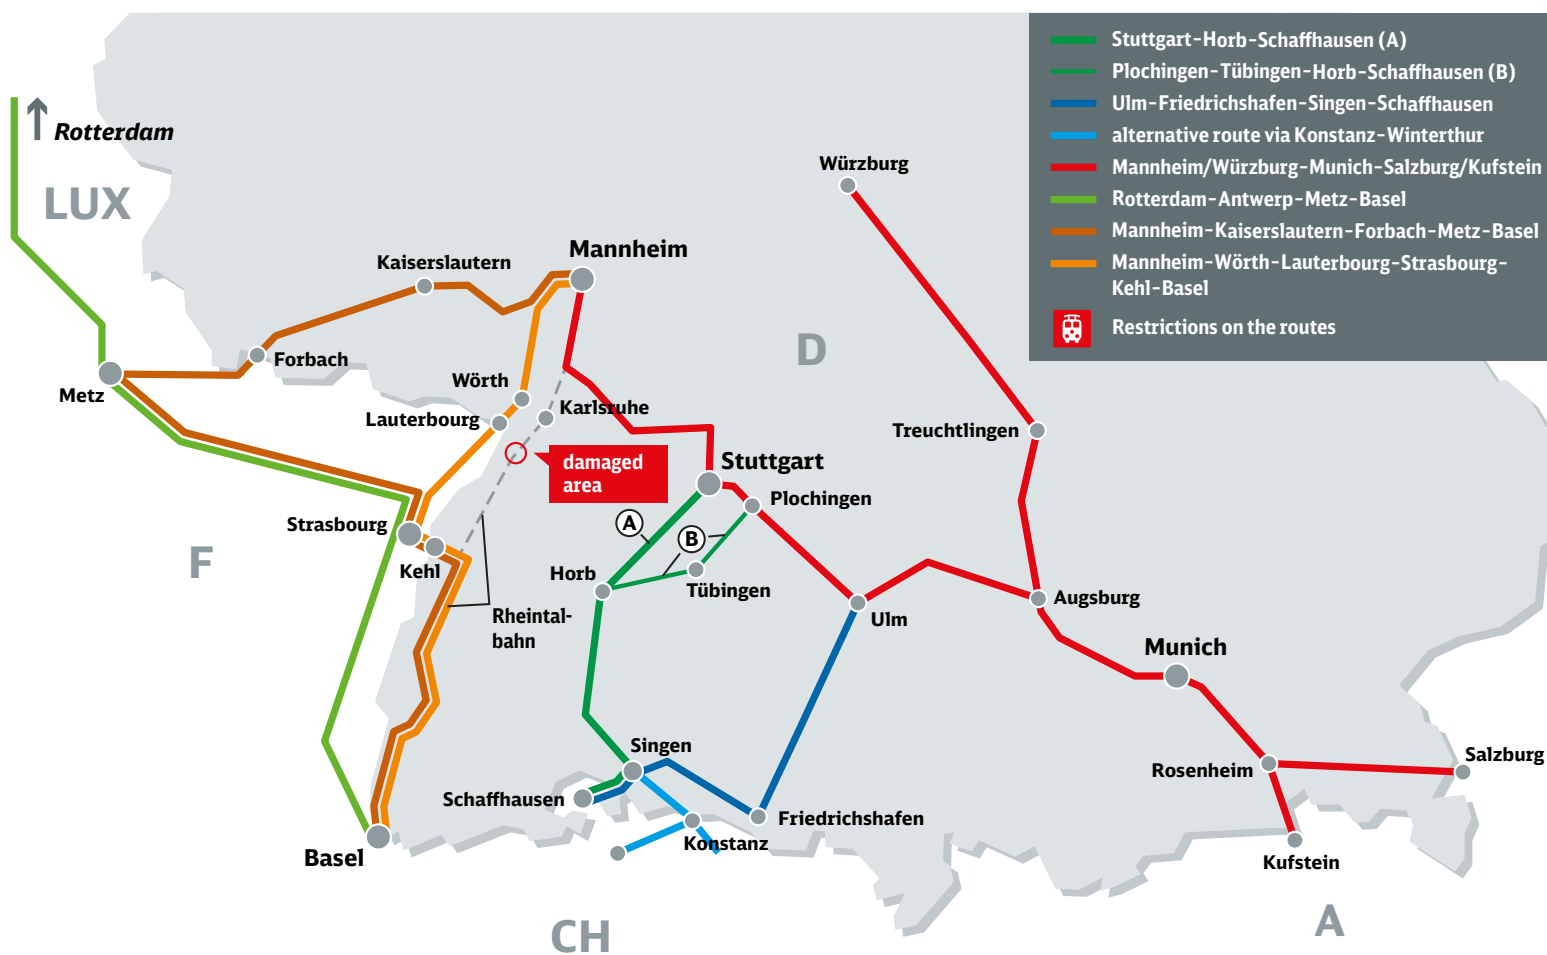 Stuttgart-Horb-Schaffhausen (A)
Plochingen-Tübingen-Horb-Schaffhausen (B)
Ulm-Friedrichshafen-Singen-Schaffhausen
alternative route via Konstanz-Winterthur
Mannheim/Würzburg-Munich-Salzburg/Kufstein
Rotterdam-Antwerp-Metz-Basel
Mannheim-Kaiserslautern-Forbach-Metz-Basel
Mannheim-Wörth-Lauterbourg-Strasbourg-
Kehl-Basel
Restrictions on the routes
Rotterdam
LUX
Würzburg
Mannheim
Kaiserslautern
D
Forbach
Metz
Wörth
Karlsruhe
Lauterbourg
Treuchtlingen
damaged
area
Stuttgart
Plochingen
A
B
Strasbourg
F
Kehl
Horb
Tübingen
Rheintal-
bahn
Ulm
Augsburg
Munich
Singen
Salzburg
Rosenheim
Schaffhausen
Friedrichshafen
Konstanz
Basel
Kufstein
CH
A